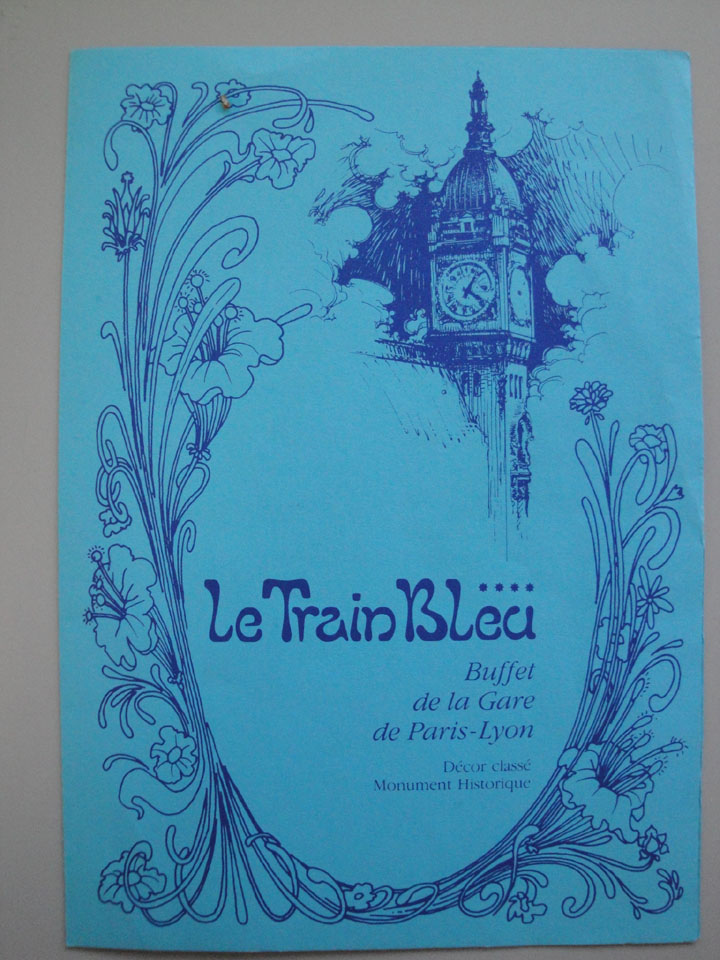 Le Train Bleu
Buffet
de la Gare
de Paris-Lyon
Décor classé
Monument Historique